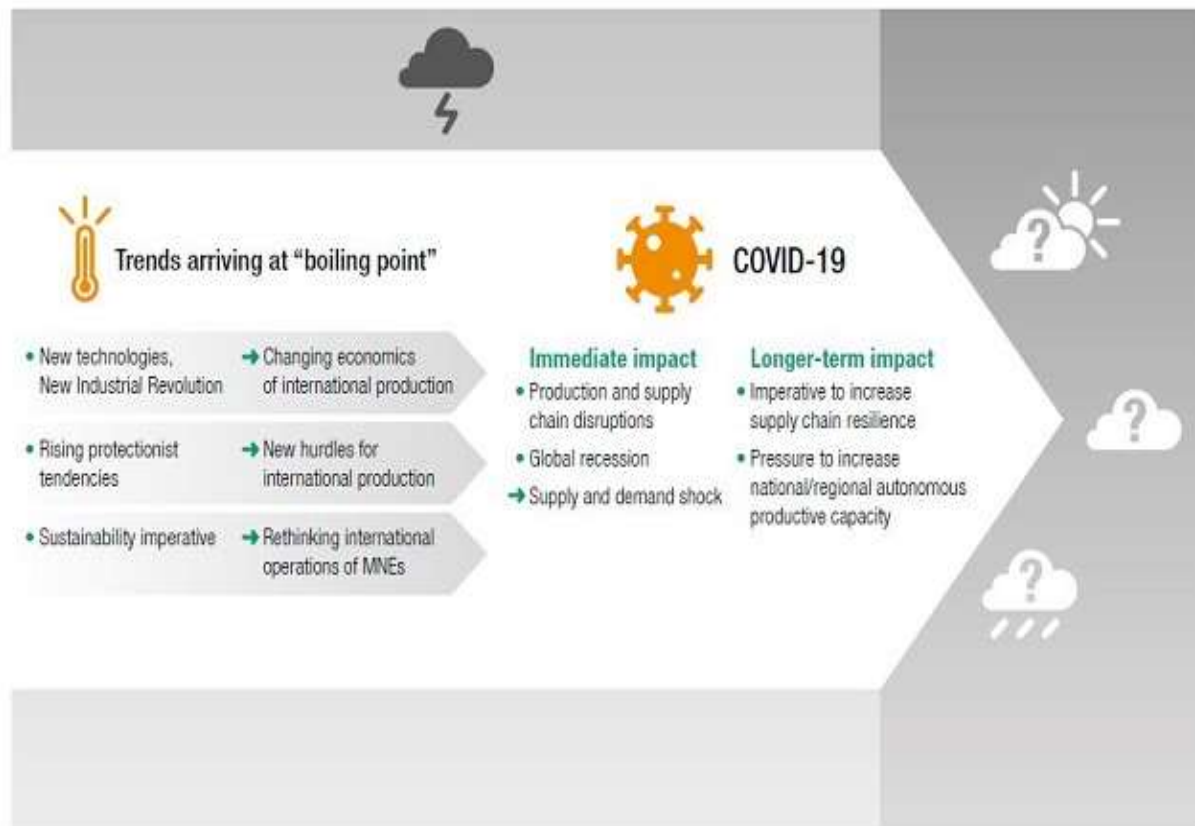 Trends arriving at “boiling point”
• New technologies,
New Industrial Revolution
➔ Changing economics
of international production
• Rising protectionist
tendencies
➔ New hurdles for
international production
• Sustainability imperative
➔ Rethinking international
operations of MNEs
COVID-19
Immediate impact
• Production and supply
chain disruptions
• Global recession
➔ Supply and demand shock
Longer-term impact
• Imperative to increase
supply chain resilience
• Pressure to increase
national/regional autonomous
productive capacity
?
?
?